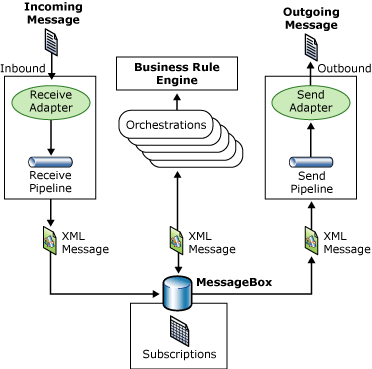 Incoming
Message
Outgoing
Message
Inbound
Outbound
Business Rule
Engine
Receive
Adapter
Orchestrations
Send
Adapter
Receive
Pipeline
Send
Pipeline
XML
Message
XML
Message
XML
Message
MessageBox
Subscriptions